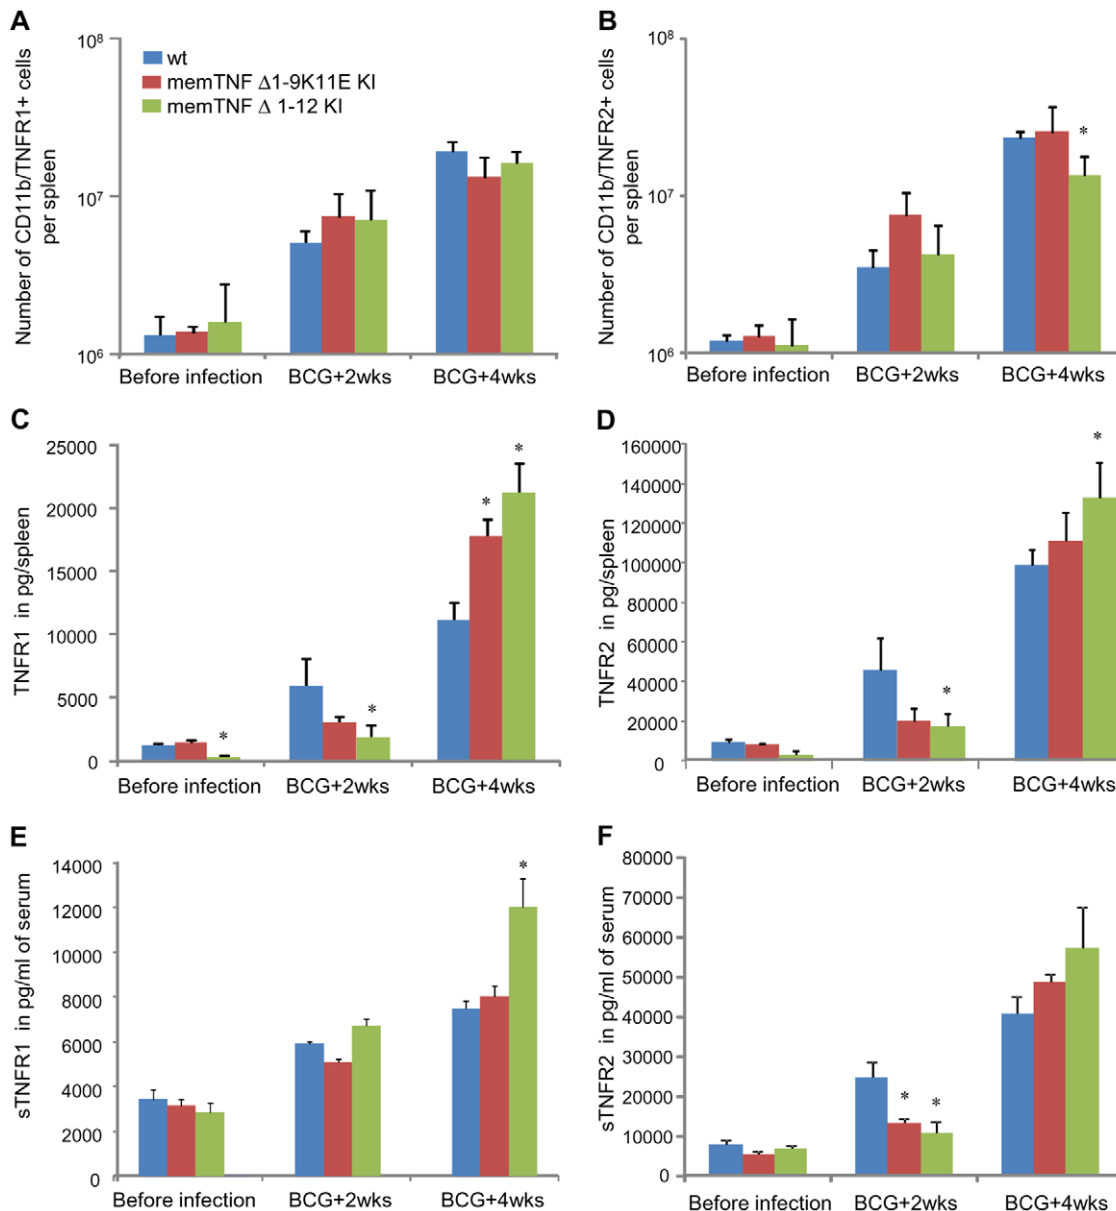 A
Number of CD11b/TNFR1+ cells
per spleen
10⁸
10⁷
10⁶
wt
memTNF Δ1-9K11E KI
memTNF Δ 1-12 KI
Before infection BCG+2wks BCG+4wks
B
Number of CD11b/TNFR2+ cells
per spleen
10⁸
10⁷
10⁶
*
Before infection BCG+2wks BCG+4wks
C
TNFR1 in pg/spleen
25000
20000
15000
10000
5000
0
*
*
*
*
Before infection BCG+2wks BCG+4wks
D
TNFR2 in pg/spleen
160000
140000
120000
100000
80000
60000
40000
20000
0
*
*
Before infection BCG+2wks BCG+4wks
E
sTNFR1 in pg/ml of serum
14000
12000
10000
8000
6000
4000
2000
0
*
Before infection BCG+2wks BCG+4wks
F
sTNFR2 in pg/ml of serum
80000
70000
60000
50000
40000
30000
20000
10000
0
* *
Before infection BCG+2wks BCG+4wks